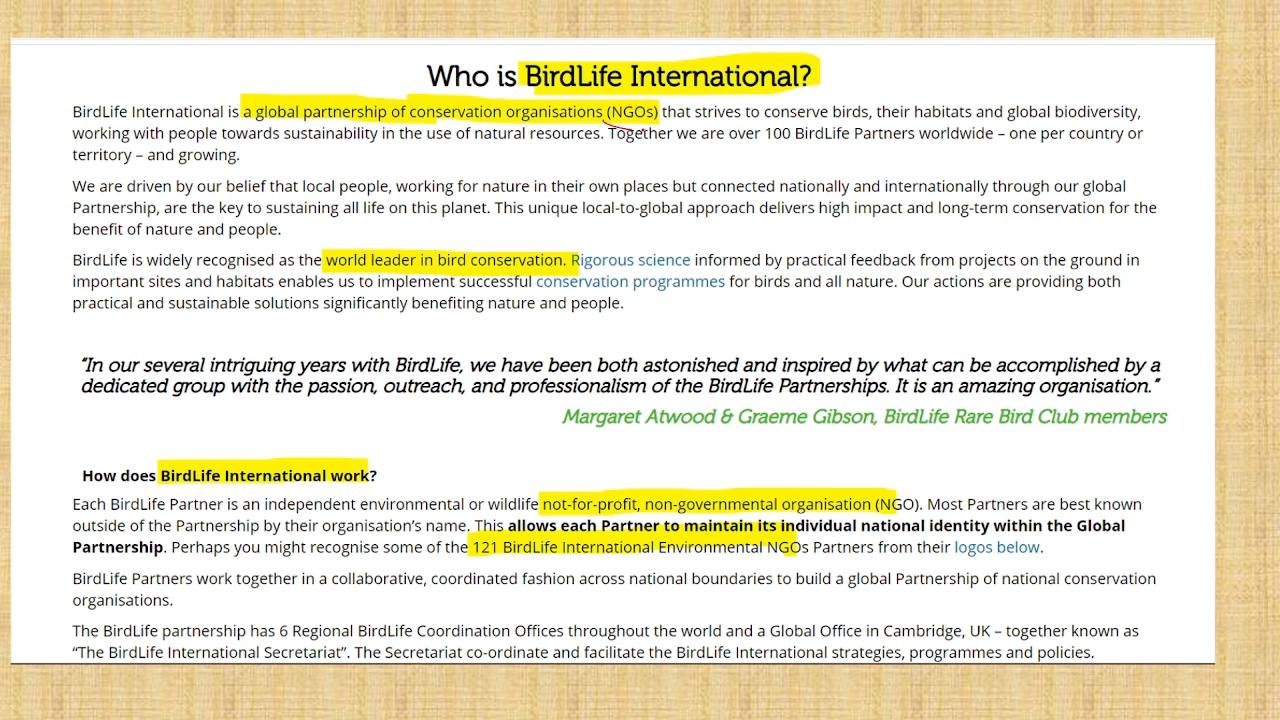 Who is BirdLife International?
BirdLife International is a global partnership of conservation organisations (NGOs) that strives to conserve birds, their habitats and global biodiversity,
working with people towards sustainability in the use of natural resources. Together we are over 100 BirdLife Partners worldwide – one per country or
territory – and growing.
We are driven by our belief that local people, working for nature in their own places but connected nationally and internationally through our global
Partnership, are the key to sustaining all life on this planet. This unique local-to-global approach delivers high impact and long-term conservation for the
benefit of nature and people.
BirdLife is widely recognised as the world leader in bird conservation. Rigorous science informed by practical feedback from projects on the ground in
important sites and habitats enables us to implement successful conservation programmes for birds and all nature. Our actions are providing both
practical and sustainable solutions significantly benefiting nature and people.
“In our several intriguing years with BirdLife, we have been both astonished and inspired by what can be accomplished by a
dedicated group with the passion, outreach, and professionalism of the BirdLife Partnerships. It is an amazing organisation.”
Margaret Atwood & Graeme Gibson, BirdLife Rare Bird Club members
How does BirdLife International work?
Each BirdLife Partner is an independent environmental or wildlife not-for-profit, non-governmental organisation (NGO). Most Partners are best known
outside of the Partnership by their organisation’s name. This allows each Partner to maintain its individual national identity within the Global
Partnership. Perhaps you might recognise some of the 121 BirdLife International Environmental NGOs Partners from their logos below.
BirdLife Partners work together in a collaborative, coordinated fashion across national boundaries to build a global Partnership of national conservation
organisations.
The BirdLife partnership has 6 Regional BirdLife Coordination Offices throughout the world and a Global Office in Cambridge, UK – together known as
“The BirdLife International Secretariat”. The Secretariat co-ordinate and facilitate the BirdLife International strategies, programmes and policies.